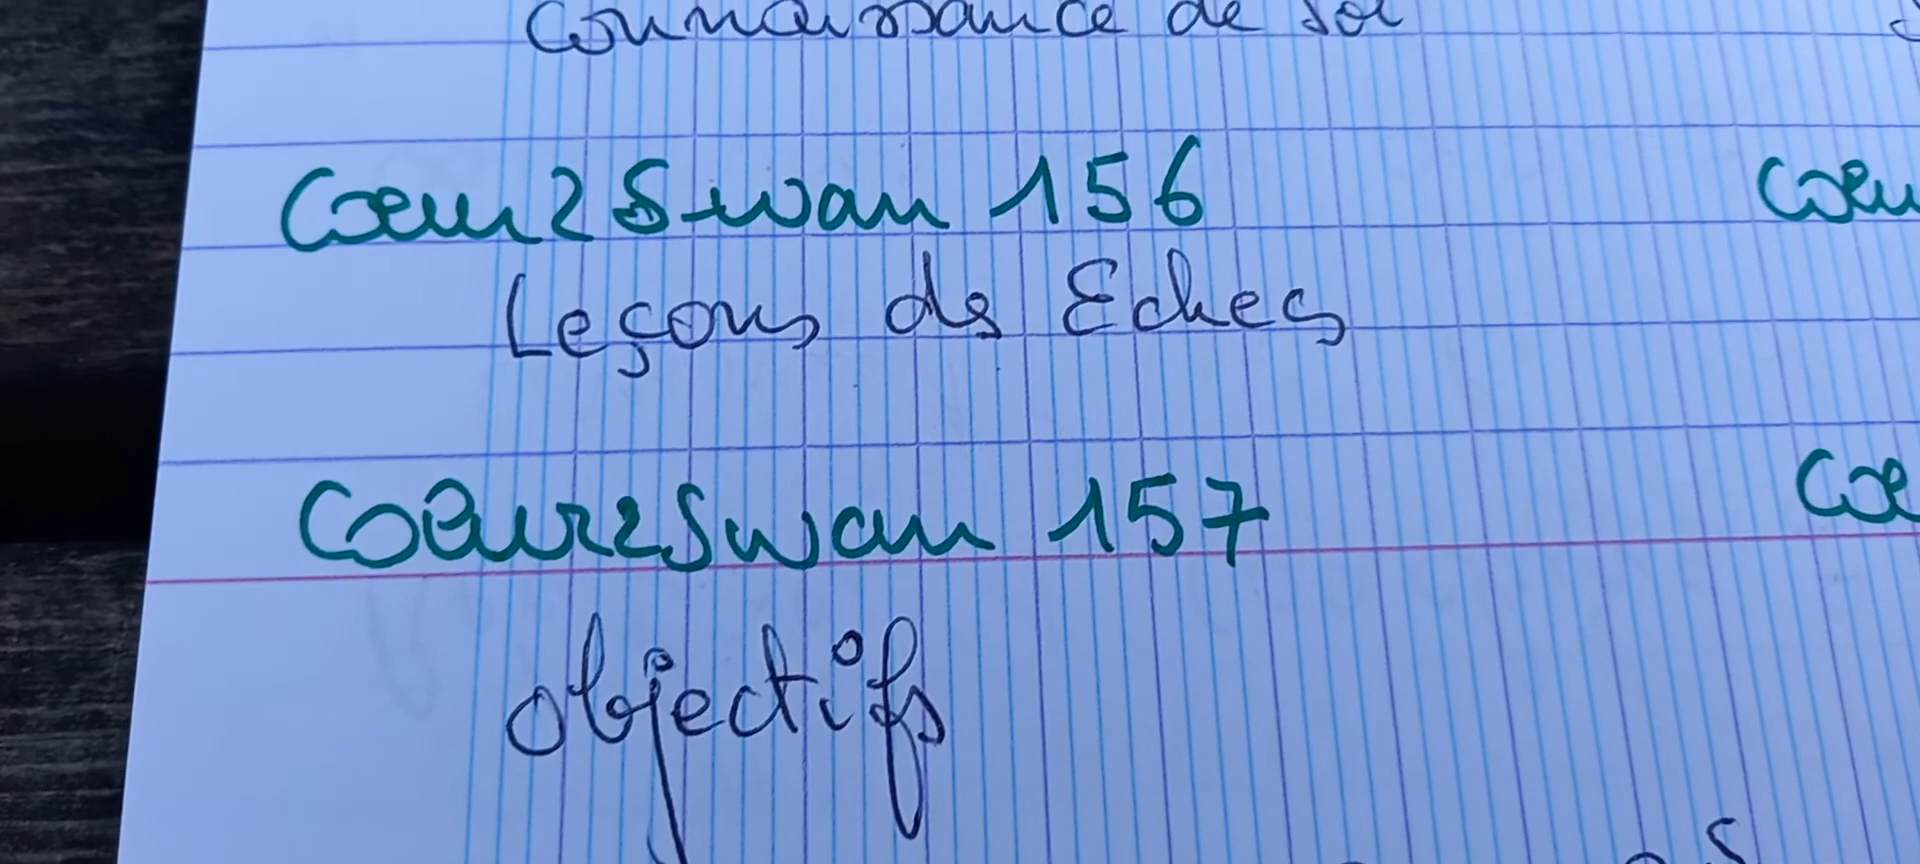 Connaissance de soi
Coeur2Swan 156
Leçons des Echecs
Coeur2Swan 157
Objectifs